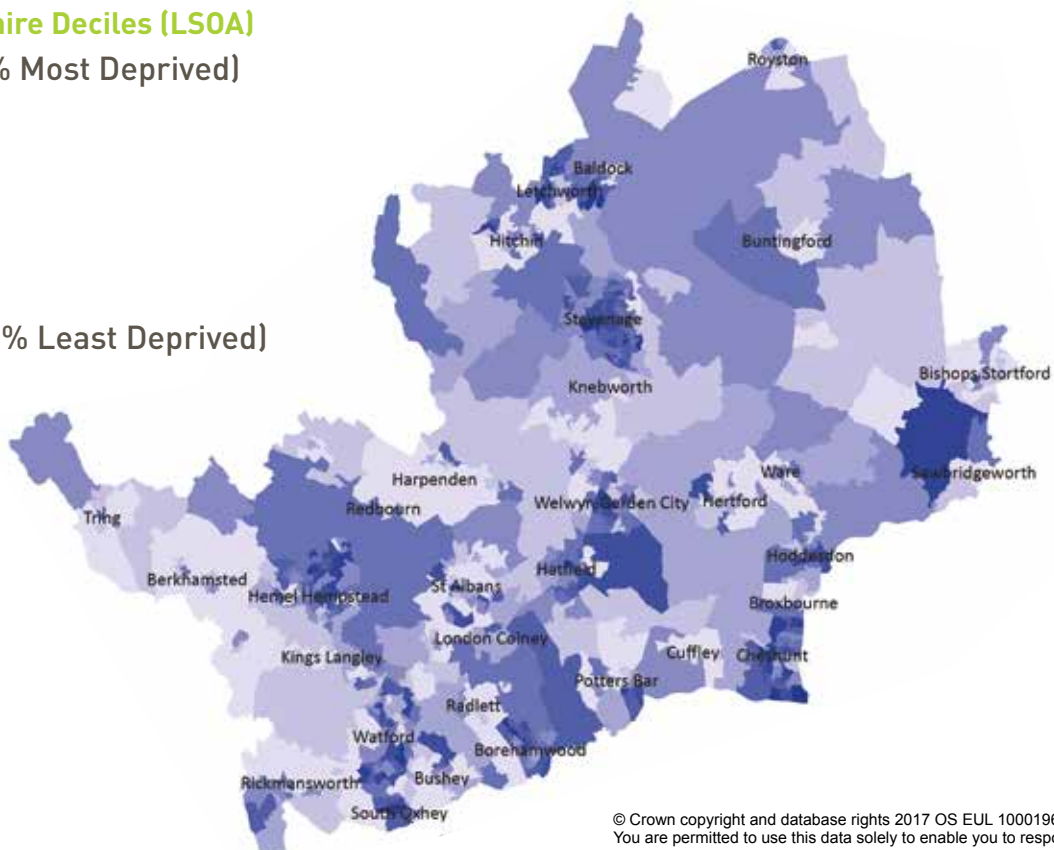 ire Deciles (LSOA)
% Most Deprived)
% Least Deprived)
Royston
Baldock
Letchworth
Hitchin
Buntingford
Stevenage
Bishops Stortford
Knebworth
Sawbridgeworth
Harpenden
Ware
Redbourn
Welwyn Garden City
Hertford
Tring
Hoddesdon
Berkhamsted
Hatfield
St Albans
Hemel Hempstead
Broxbourne
London Colney
Kings Langley
Cuffley
Cheshunt
Potters Bar
Radlett
Watford
Borehamwood
Rickmansworth
Bushey
South Oxhey
© Crown copyright and database rights 2017 OS EUL 1000196
You are permitted to use this data solely to enable you to respo